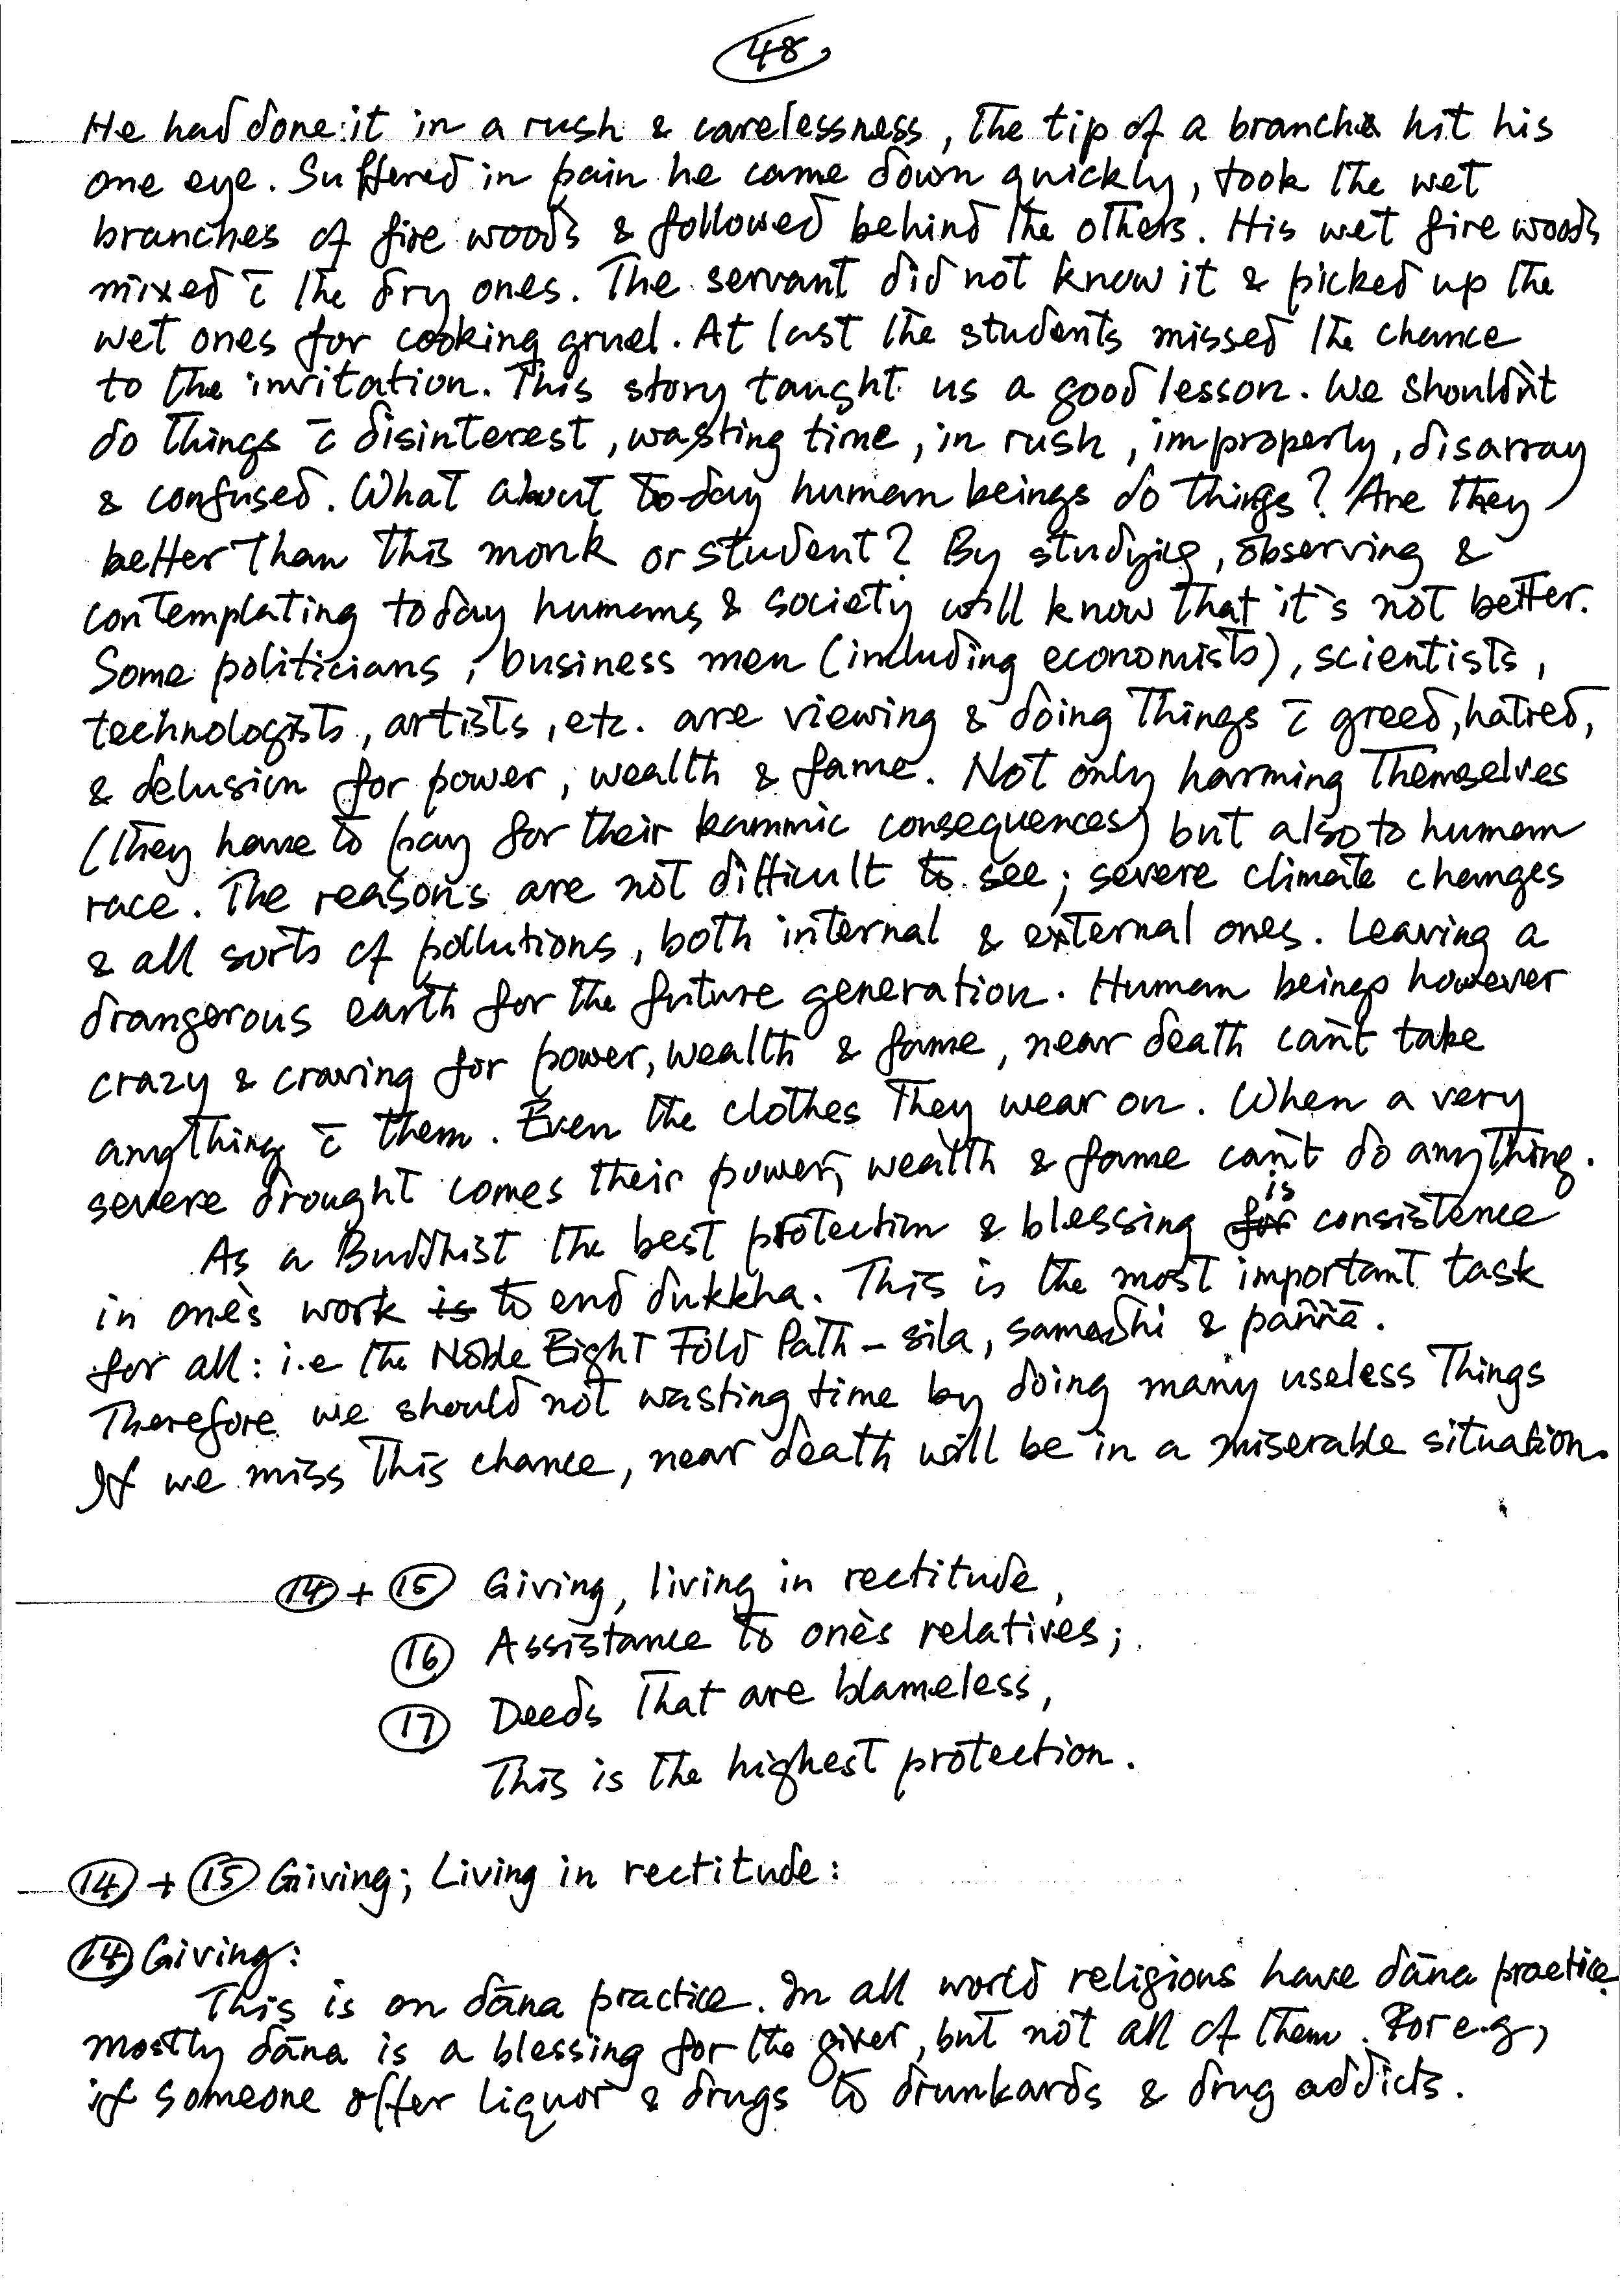 48
He had done it in a rush & carelessness, the tip of a branch hit his
one eye. Suffered in pain he came down quickly, took the wet
branches of fire woods & followed behind the others. His wet fire woods
mixed c̄ the dry ones. The servant did not know it & picked up the
wet ones for cooking gruel. At last the students missed the chance
to the invitation. This story taught us a good lesson. We shouldn't
do things c̄ disinterest, wasting time, in rush, improperly, disarray
& confused. What about to-day human beings do things? Are they
better than this monk or student? By studying, observing &
contemplating today humans & society will know that it's not better.
Some politicians, business men (including economists), scientists,
technologists, artists, etc. are viewing & doing things c̄ greed, hatred,
& delusion for power, wealth & fame. Not only harming themselves
(they have to pay for their kammic consequences) but also to human
race. The reasons are not difficult to see; severe climate changes
& all sorts of pollutions, both internal & external ones. Leaving a
drangerous earth for the future generation. Human beings however
crazy & craving for power, wealth & fame, near death can't take
anything c̄ them. Even the clothes they wear on. When a very
severe drought comes their power, wealth & fame can't do anything.
As a Buddhist the best protection & blessing is consistence
in one's work to end dukkha. This is the most important task
for all: i.e the Noble Eight Fold Path – sila, samadhi & paññā.
Therefore we should not wasting time by doing many useless things
If we miss this chance, near death will be in a miserable situation.
14 + 15 Giving, living in rectitude,
16 Assistance to one's relatives;
17 Deeds that are blameless,
This is the highest protection.
14 + 15 Giving; Living in rectitude:
14 Giving:
This is on dāna practice. In all world religions have dāna practice.
mostly dāna is a blessing for the giver, but not all of them. For e.g,
if someone offer liquor & drugs to drunkards & drug addicts.